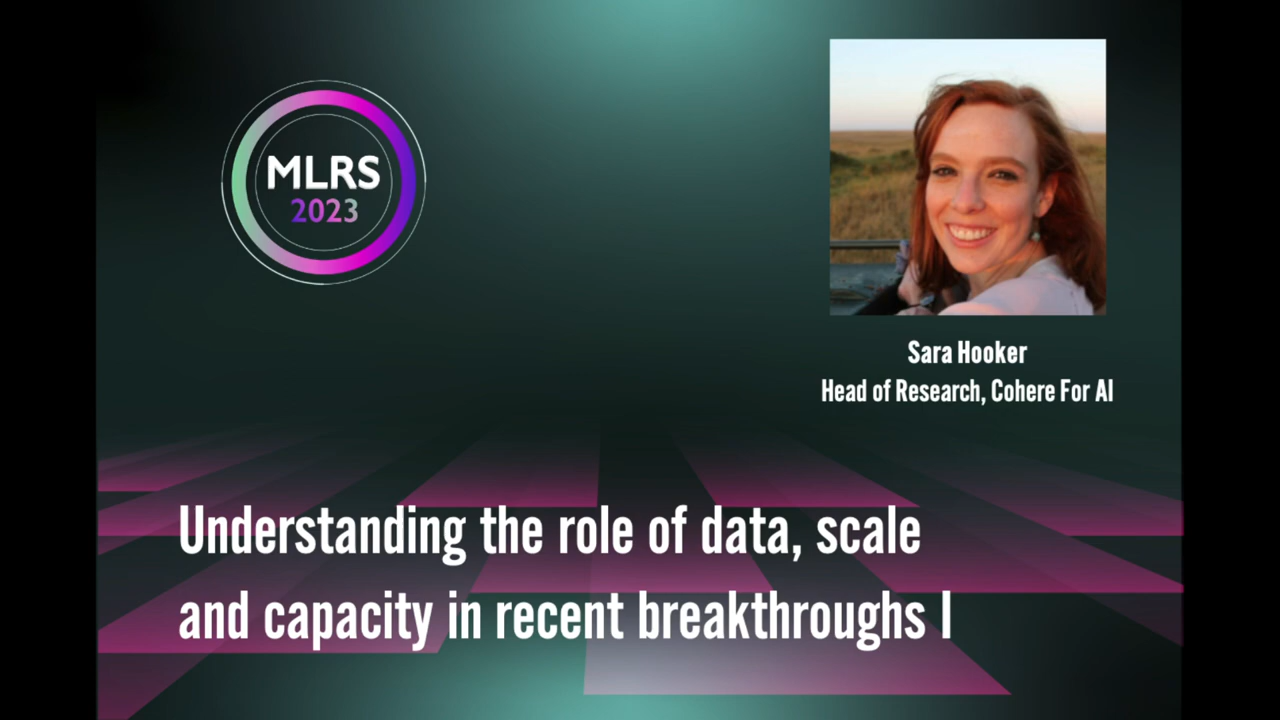 MLRS
2023
Sara Hooker
Head of Research, Cohere For AI
Understanding the role of data, scale
and capacity in recent breakthroughs I